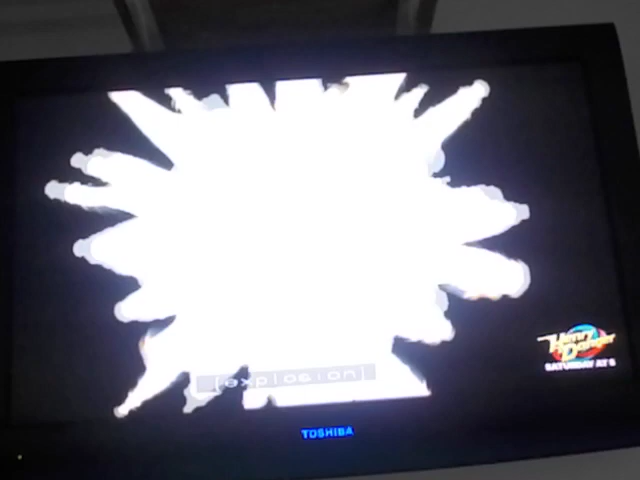 Henry
Danger
SATURDAY AT 8
[explosion]
TOSHIBA